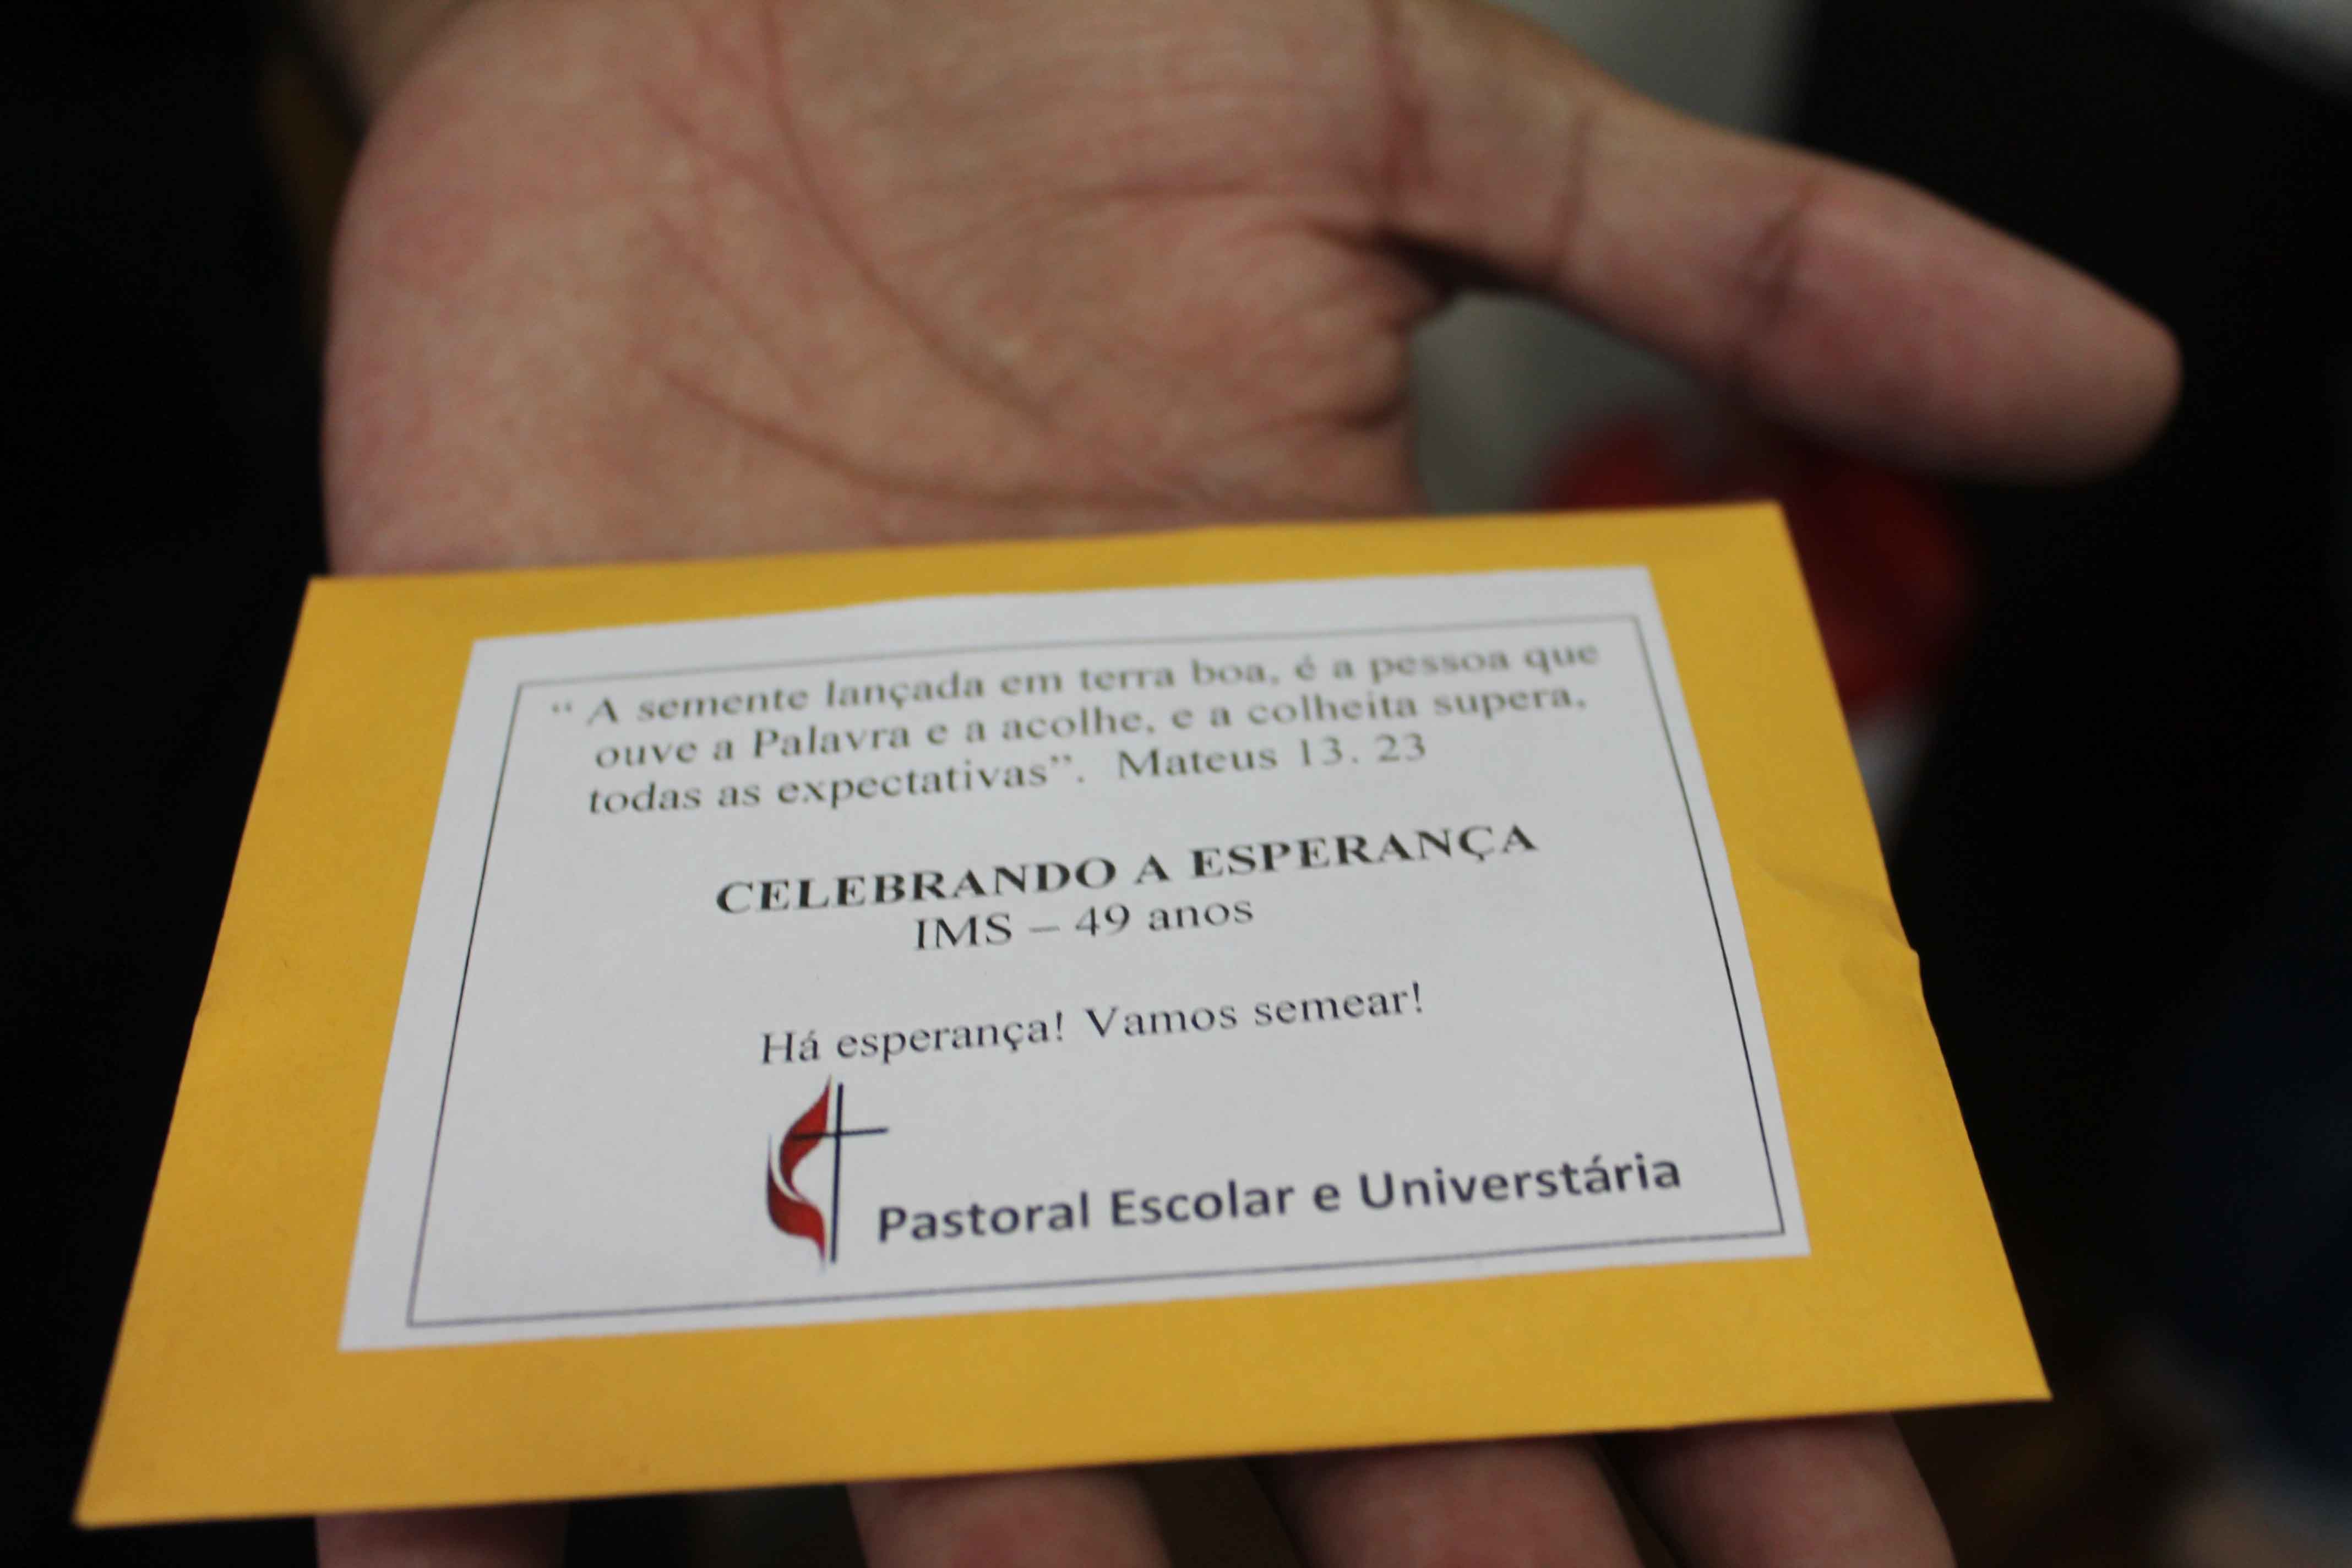 “ A semente lançada em terra boa, é a pessoa que
ouve a Palavra e a acolhe, e a colheita supera,
todas as expectativas”. Mateus 13. 23
CELEBRANDO A ESPERANÇA
IMS – 49 anos
Há esperança! Vamos semear!
Pastoral Escolar e Universtária